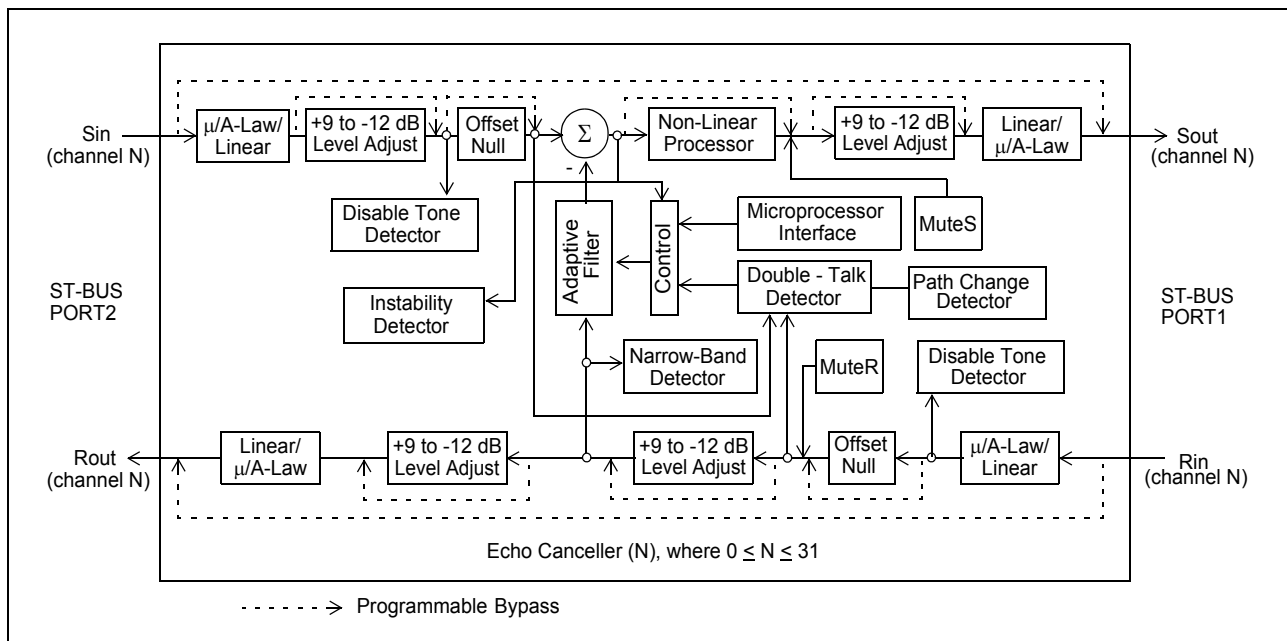 Sin
(channel N)
μ/A-Law/
Linear
+9 to -12 dB
Level Adjust
Offset
Null
Σ
-
Non-Linear
Processor
+9 to -12 dB
Level Adjust
Linear/
μ/A-Law
Sout
(channel N)
Disable Tone
Detector
Adaptive
Filter
Control
Microprocessor
Interface
MuteS
ST-BUS
PORT2
Instability
Detector
Double - Talk
Detector
Path Change
Detector
ST-BUS
PORT1
Narrow-Band
Detector
MuteR
Disable Tone
Detector
Rout
(channel N)
Linear/
μ/A-Law
+9 to -12 dB
Level Adjust
+9 to -12 dB
Level Adjust
Offset
Null
μ/A-Law/
Linear
Rin
(channel N)
Echo Canceller (N), where 0 ≤ N ≤ 31
Programmable Bypass